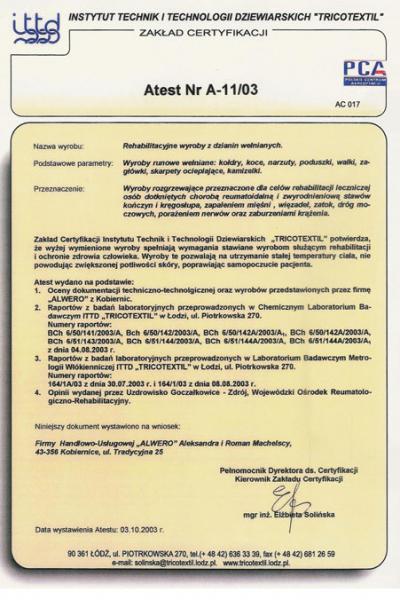 ittd
INSTYTUT TECHNIK I TECHNOLOGII DZIEWIARSKICH "TRICOTEXTIL"
ZAKŁAD CERTYFIKACJI
PCA
POLSKIE CENTRUM
AKREDYTACJI
Atest Nr A-11/03
AC 017
Nazwa wyrobu: Rehabilitacyjne wyroby z dzianin wełnianych.
Podstawowe parametry: Wyroby runowe wełniane: kołdry, koce, narzuty, poduszki, wałki, za-
główki, skarpety ocieplające, kamizelki.
Przeznaczenie: Wyroby rozgrzewające przeznaczone dla celów rehabilitacji leczniczej
osób dotkniętych chorobą reumatoidalną i zwyrodnieniową stawów
kończyn i kręgosłupa, zapaleniem mięśni , więzadeł, zatok, dróg mo-
czowych, porażeniem nerwów oraz zaburzeniami krążenia.
Zakład Certyfikacji Instytutu Technik i Technologii Dziewiarskich „TRICOTEXTIL" potwierdza,
że wyżej wymienione wyroby spełniają wymagania stawiane wyrobom służącym rehabilitacji
i ochronie zdrowia człowieka. Wyroby te pozwalają na utrzymanie stałej temperatury ciała, nie
powodując zwiększonej potliwości skóry, poprawiając samopoczucie pacjenta.
Atest wydano na podstawie:
1. Oceny dokumentacji techniczno-technologicznej oraz wyrobów przedstawionych przez firmę
„ALWERO" z Kobiernic.
2. Raportów z badań laboratoryjnych przeprowadzonych w Chemicznym Laboratorium Ba-
dawczym ITTD „TRICOTEXTIL" w Łodzi, ul. Piotrkowska 270.
Numery raportów:
BCh 6/50/141/2003/A, BCh 6/50/142/2003/A, BCh 6/50/142A/2003/A₁, BCh 6/50/142A/2003/A,
BCh 6/51/143/2003/A, BCh 6/51/144/2003/A, BCh 6/51/144A/2003/A₁, BCh 6/51/144A/2003/A,
z dnia 04.08.2003 r.
3. Raportów z badań laboratoryjnych przeprowadzonych w Laboratorium Badawczym Metro-
logii Włókienniczej ITTD „TRICOTEXTIL" w Łodzi, ul. Piotrkowska 270.
Numery raportów:
164/1A/03 z dnia 30.07.2003 r. i 164/1/03 z dnia 08.08.2003 r.
4. Opinii wydanej przez Uzdrowisko Goczałkowice - Zdrój, Wojewódzki Ośrodek Reumatolo-
giczno-Rehabilitacyjny.
Niniejszy dokument wystawiono na wniosek:
Firmy Handlowo-Usługowej „ALWERO" Aleksandra i Roman Machelscy,
43-356 Kobiernice, ul. Tradycyjna 25
Pełnomocnik Dyrektora ds. Certyfikacji
Kierownik Zakładu Certyfikacji
mgr inż. Elżbieta Solińska
Data wystawienia Atestu: 03.10.2003 r.
90 361 ŁÓDŹ, ul. PIOTRKOWSKA 270, tel.(+ 48 42) 636 33 39, fax (+ 48 42) 681 26 59
e-mail: solinska@tricotextil.lodz.pl. www.tricotextil.lodz.pl